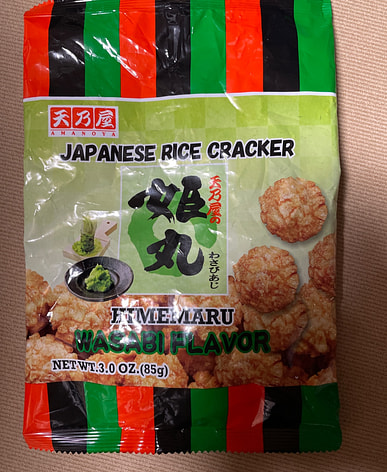 天乃屋
AMANOYA
JAPANESE RICE CRACKER
天乃屋の
姫丸
わさびあじ
HIMEMARU
WASABI FLAVOR
NET WT.3.0 OZ.(85g)